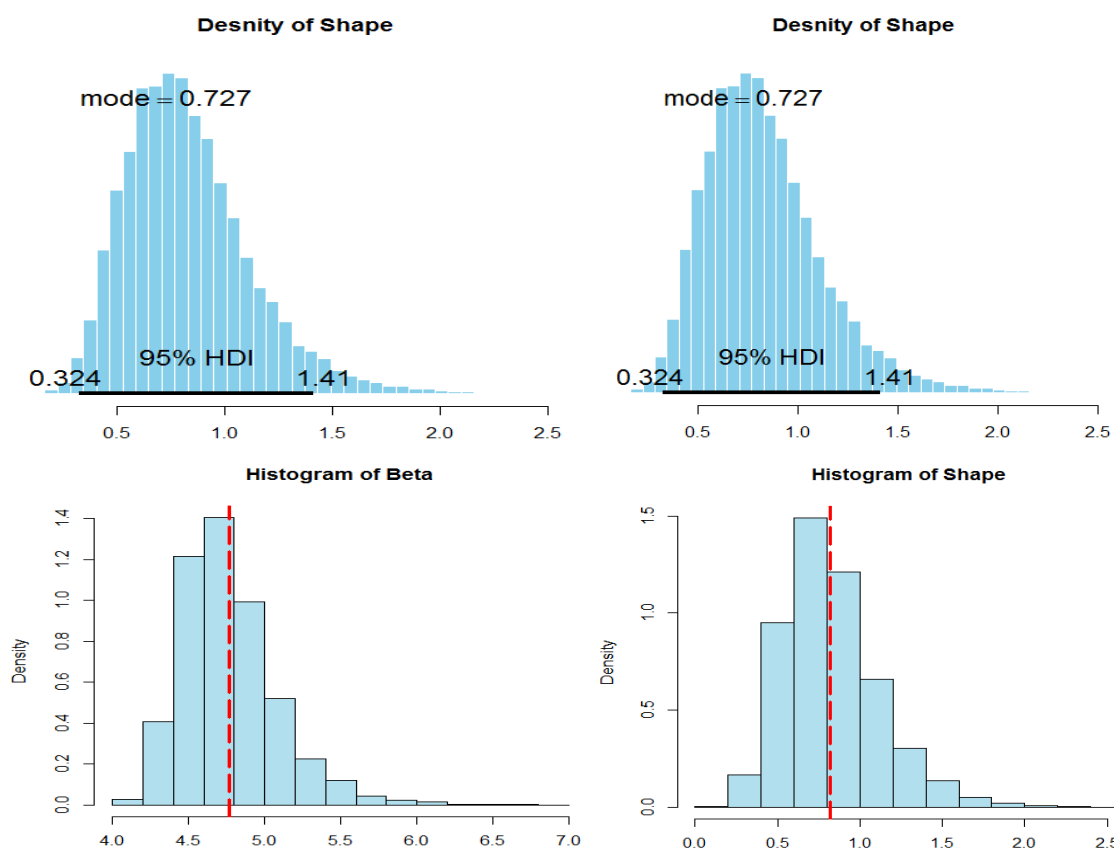 Desnity of Shape
mode = 0.727
95% HDI
0.324
1.41
0.5 1.0 1.5 2.0 2.5
Desnity of Shape
mode = 0.727
95% HDI
0.324
1.41
0.5 1.0 1.5 2.0 2.5
Histogram of Beta
Density
1.4
1.2
1.0
0.8
0.6
0.4
0.2
0.0
4.0 4.5 5.0 5.5 6.0 6.5 7.0
Histogram of Shape
Density
1.5
1.0
0.5
0.0
0.0 0.5 1.0 1.5 2.0 2.5